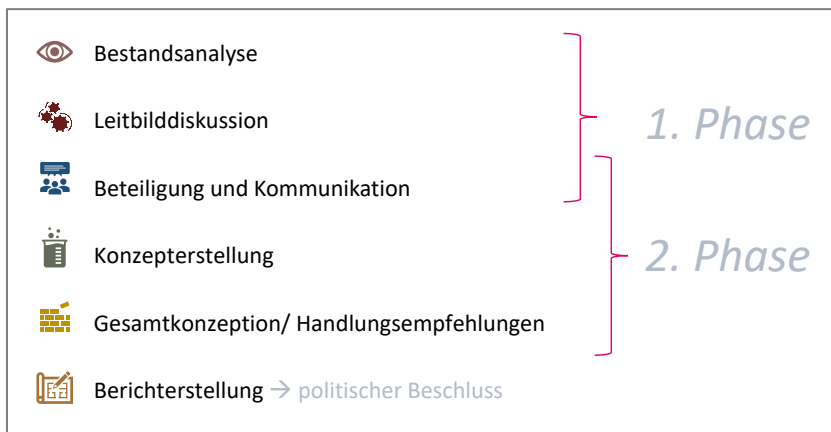 Bestandsanalyse
Leitbilddiskussion
1. Phase
Beteiligung und Kommunikation
Konzepterstellung
2. Phase
Gesamtkonzeption/ Handlungsempfehlungen
Berichterstellung → politischer Beschluss